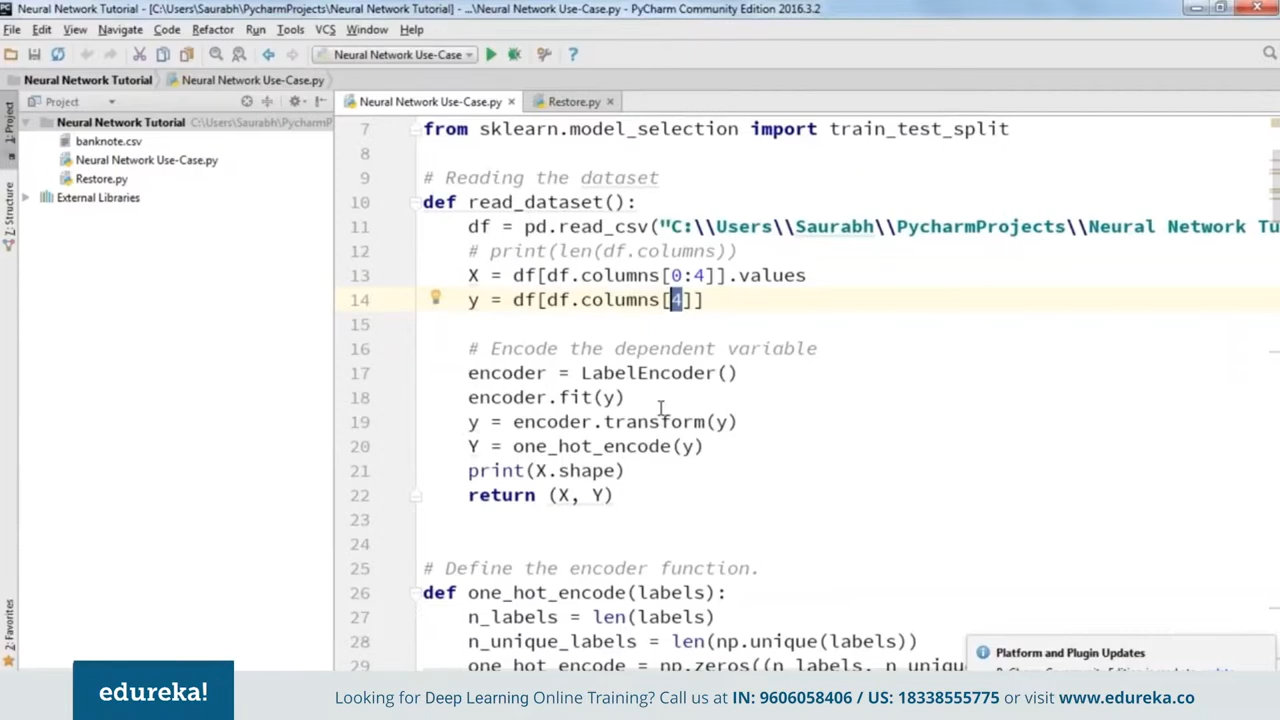 Neural Network Tutorial - [C:\Users\Saurabh\PycharmProjects\Neural Network Tutorial] - ...\Neural Network Use-Case.py - PyCharm Community Edition 2016.3.2
File Edit View Navigate Code Refactor Run Tools VCS Window Help
Neural Network Use-Case
Neural Network Tutorial Neural Network Use-Case.py
1: Project
Project
Neural Network Use-Case.py
Restore.py
Neural Network Tutorial C:\Users\Saurabh\PycharmP
banknote.csv
Neural Network Use-Case.py
Restore.py
External Libraries
7: Structure
2: Favorites
7 from sklearn.model_selection import train_test_split
8
9 # Reading the dataset
10 def read_dataset():
11 df = pd.read_csv("C:\\Users\\Saurabh\\PycharmProjects\\Neural Network Tu
12 # print(len(df.columns))
13 X = df[df.columns[0:4]].values
14 y = df[df.columns[4]]
15
16 # Encode the dependent variable
17 encoder = LabelEncoder()
18 encoder.fit(y)
19 y = encoder.transform(y)
20 Y = one_hot_encode(y)
21 print(X.shape)
22 return (X, Y)
23
24
25 # Define the encoder function.
26 def one_hot_encode(labels):
27 n_labels = len(labels)
28 n_unique_labels = len(np.unique(labels))
29 one_hot_encode = np.zeros((n_labels, n_unique
Platform and Plugin Updates
edureka!
Looking for Deep Learning Online Training? Call us at IN: 9606058406 / US: 18338555775 or visit www.edureka.co